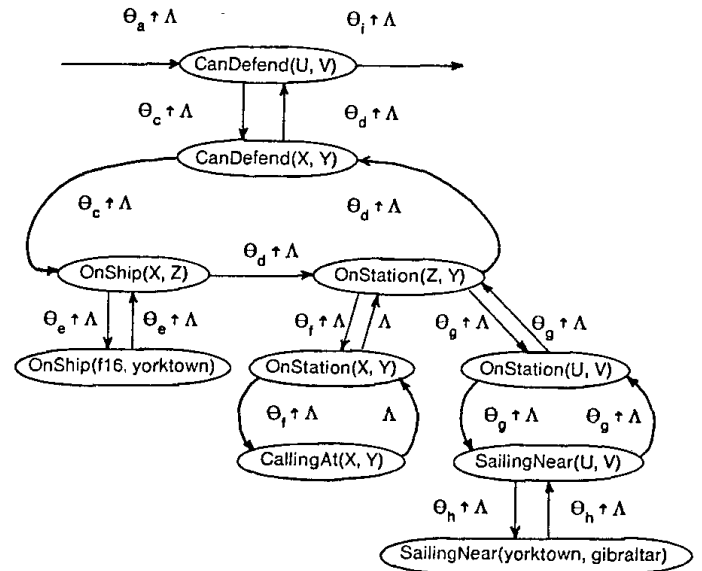 Θa ↑ Λ Θi ↑ Λ
CanDefend(U, V)
Θc ↑ Λ Θd ↑ Λ
CanDefend(X, Y)
Θc ↑ Λ Θd ↑ Λ
Θd ↑ Λ
OnShip(X, Z) OnStation(Z, Y)
Θe ↑ Λ Θe ↑ Λ Θf ↑ Λ Λ Θg ↑ Λ Θg ↑ Λ
OnShip(f16, yorktown) OnStation(X, Y) OnStation(U, V)
Θf ↑ Λ Λ Θg ↑ Λ Θg ↑ Λ
CallingAt(X, Y) SailingNear(U, V)
Θh ↑ Λ Θh ↑ Λ
SailingNear(yorktown, gibraltar)